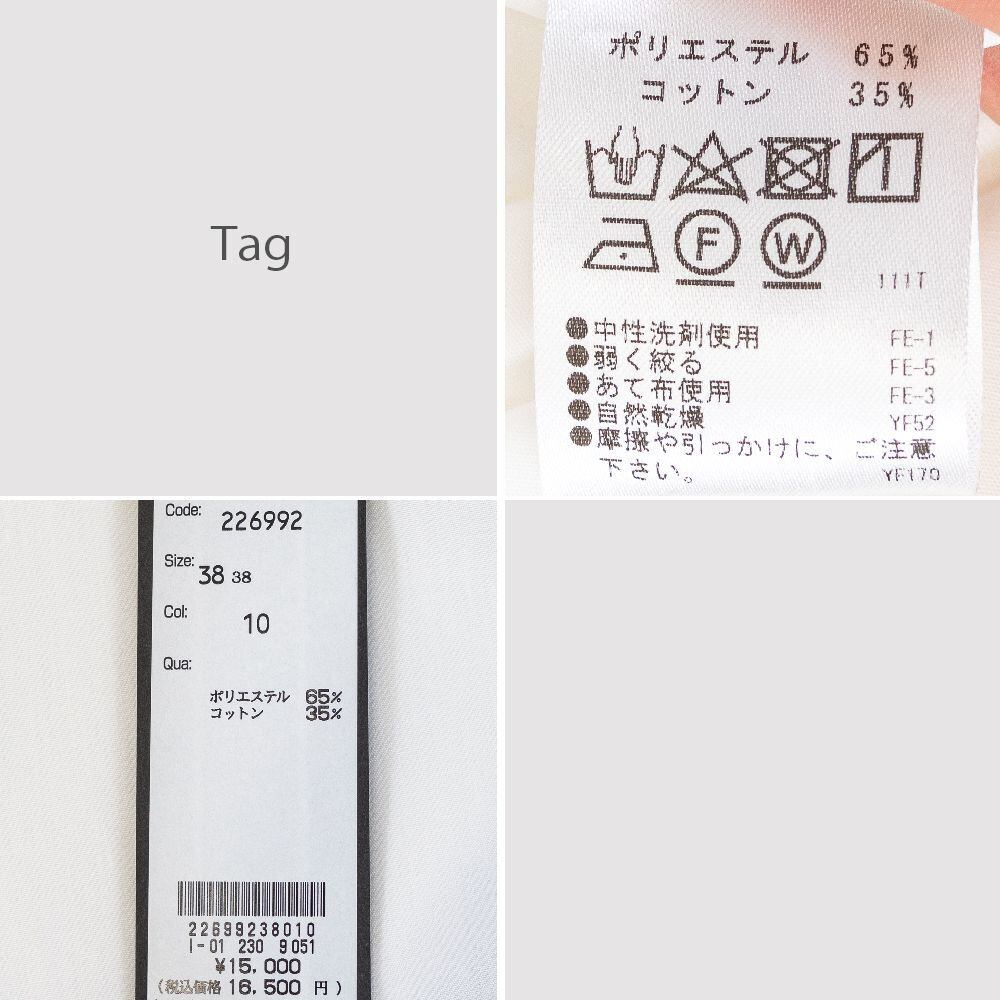 Tag
ポリエステル 65%
コットン 35%
F W
111T
●中性洗剤使用 FE-1
●弱く絞る FE-5
●あて布使用 FE-3
●自然乾燥 YF52
●摩擦や引っかけに、ご注意
下さい。 YF170
Code: 226992
Size: 38 38
Col: 10
Qua:
ポリエステル 65%
コットン 35%
22699238010
I-01 230 9051
¥15,000
(税込価格 16,500 円 )